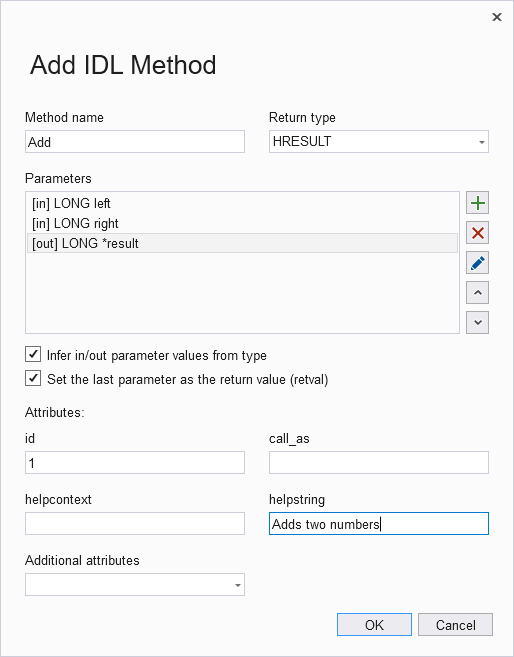 Add IDL Method
Method name
Return type
Add
HRESULT
Parameters
[in] LONG left
[in] LONG right
[out] LONG *result
Infer in/out parameter values from type
Set the last parameter as the return value (retval)
Attributes:
id
call_as
1
helpcontext
helpstring
Adds two numbers
Additional attributes
OK
Cancel